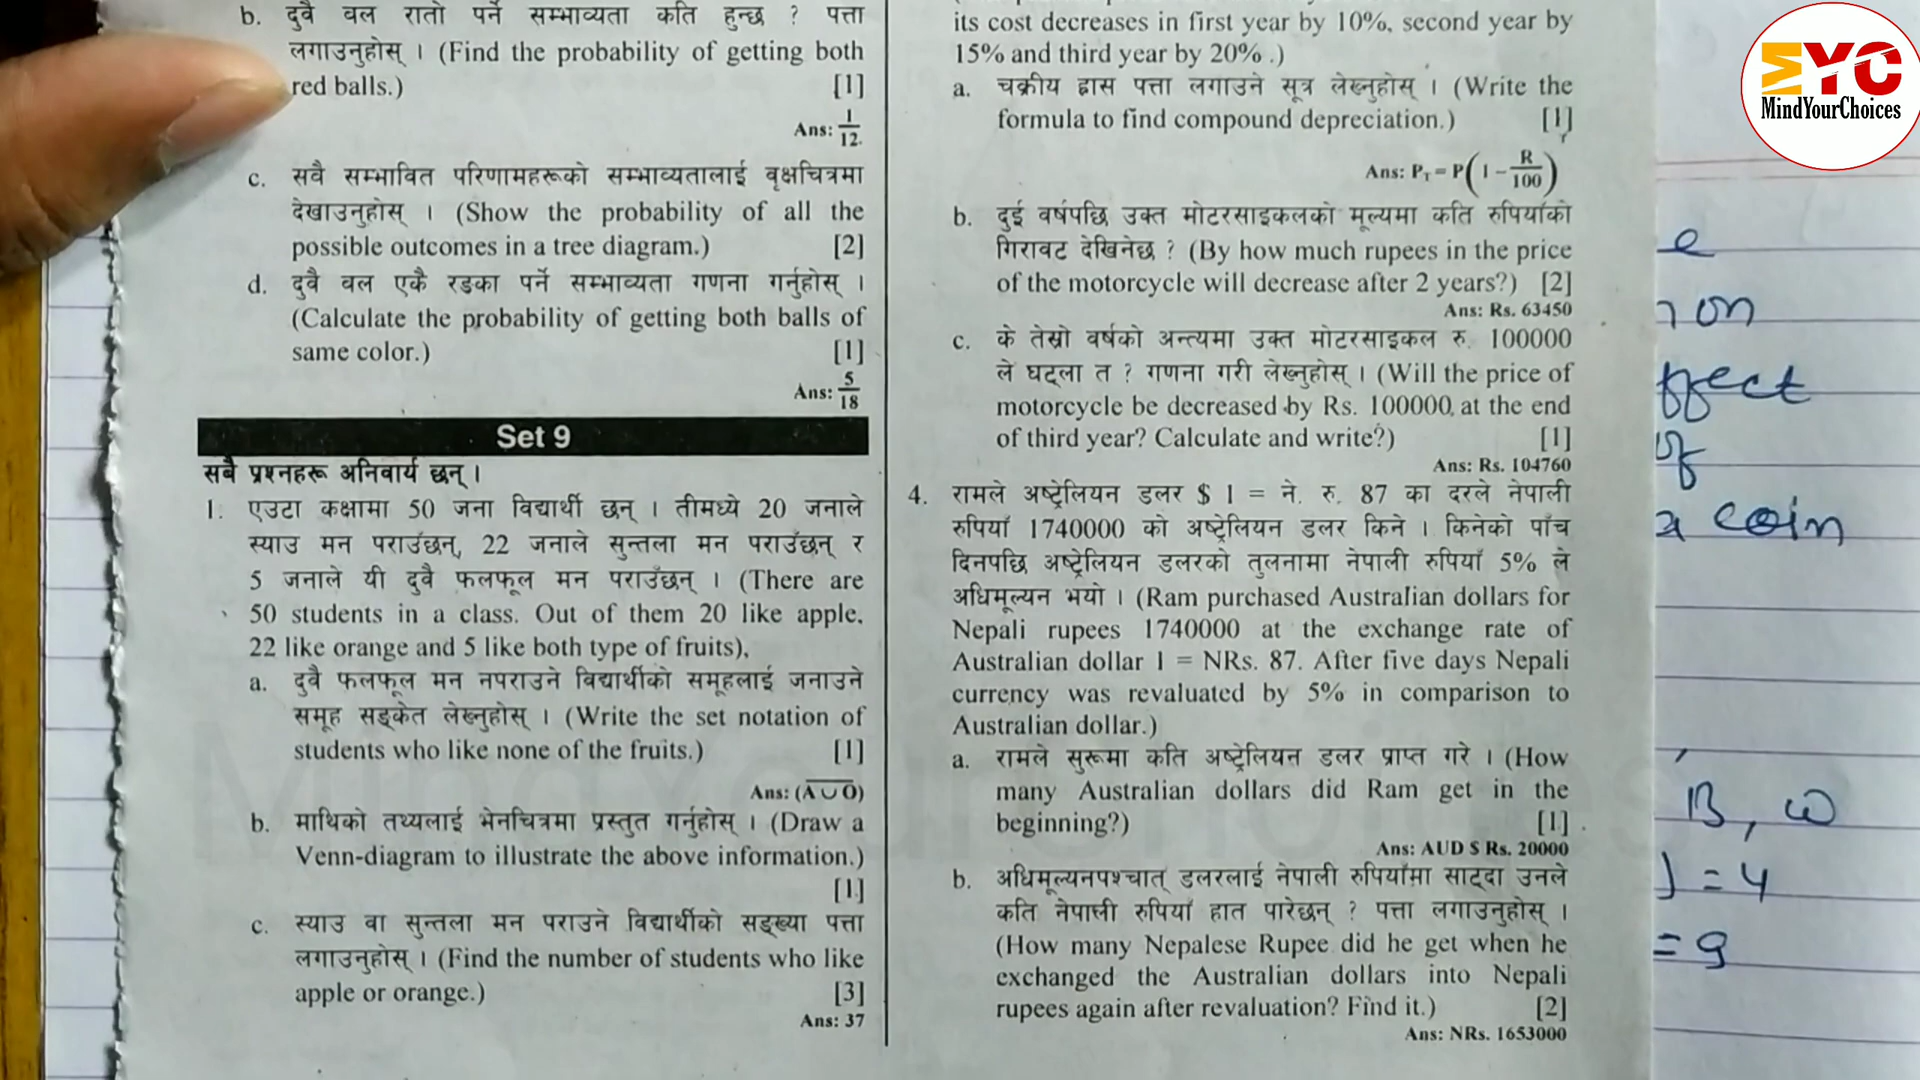 b. दुवै वल रातो पर्ने सम्भाव्यता कति हुन्छ ? पत्ता
लगाउनुहोस् । (Find the probability of getting both
red balls.) [1]
Ans: 1/12.
c. सवै सम्भावित परिणामहरूको सम्भाव्यतालाई वृक्षचित्रमा
देखाउनुहोस् । (Show the probability of all the
possible outcomes in a tree diagram.) [2]
d. दुवै वल एकै रङका पर्ने सम्भाव्यता गणना गर्नुहोस् ।
(Calculate the probability of getting both balls of
same color.) [1]
Ans: 5/18
Set 9
सबै प्रश्नहरू अनिवार्य छन् ।
1. एउटा कक्षामा 50 जना विद्यार्थी छन् । तीमध्ये 20 जनाले
स्याउ मन पराउँछन्, 22 जनाले सुन्तला मन पराउँछन् र
5 जनाले यी दुवै फलफूल मन पराउँछन् । (There are
50 students in a class. Out of them 20 like apple,
22 like orange and 5 like both type of fruits),
a. दुवै फलफूल मन नपराउने विद्यार्थीको समूहलाई जनाउने
समूह सङ्केत लेख्नुहोस् । (Write the set notation of
students who like none of the fruits.) [1]
Ans: (A̅ ̅∪̅ ̅O̅)
b. माथिको तथ्यलाई भेनचित्रमा प्रस्तुत गर्नुहोस् । (Draw a
Venn-diagram to illustrate the above information.)
[1]
c. स्याउ वा सुन्तला मन पराउने विद्यार्थीको सङ्ख्या पत्ता
लगाउनुहोस् । (Find the number of students who like
apple or orange.) [3]
Ans: 37
its cost decreases in first year by 10%, second year by
15% and third year by 20% .)
a. चक्रीय ह्रास पत्ता लगाउने सूत्र लेख्नुहोस् । (Write the
formula to find compound depreciation.) [1]
Ans: P_T = P(1 − R/100)
b. दुई वर्षपछि उक्त मोटरसाइकलको मूल्यमा कति रुपियाँको
गिरावट देखिनेछ ? (By how much rupees in the price
of the motorcycle will decrease after 2 years?) [2]
Ans: Rs. 63450
c. के तेस्रो वर्षको अन्त्यमा उक्त मोटरसाइकल रु. 100000
ले घट्ला त ? गणना गरी लेख्नुहोस् । (Will the price of
motorcycle be decreased by Rs. 100000, at the end
of third year? Calculate and write?) [1]
Ans: Rs. 104760
4. रामले अष्ट्रेलियन डलर $ 1 = ने. रु. 87 का दरले नेपाली
रुपियाँ 1740000 को अष्ट्रेलियन डलर किने । किनेको पाँच
दिनपछि अष्ट्रेलियन डलरको तुलनामा नेपाली रुपियाँ 5% ले
अधिमूल्यन भयो । (Ram purchased Australian dollars for
Nepali rupees 1740000 at the exchange rate of
Australian dollar 1 = NRs. 87. After five days Nepali
currency was revaluated by 5% in comparison to
Australian dollar.)
a. रामले सुरूमा कति अष्ट्रेलियन डलर प्राप्त गरे । (How
many Australian dollars did Ram get in the
beginning?) [1]
Ans: AUD $ Rs. 20000
b. अधिमूल्यनपश्चात् डलरलाई नेपाली रुपियाँमा साट्दा उनले
कति नेपाली रुपियाँ हात पारेछन् ? पत्ता लगाउनुहोस् ।
(How many Nepalese Rupee did he get when he
exchanged the Australian dollars into Nepali
rupees again after revaluation? Find it.) [2]
Ans: NRs. 1653000
MYC
MindYourChoices
e
on
ffect
of
a coin
B, W
) = 4
= 9
MindYourChoices